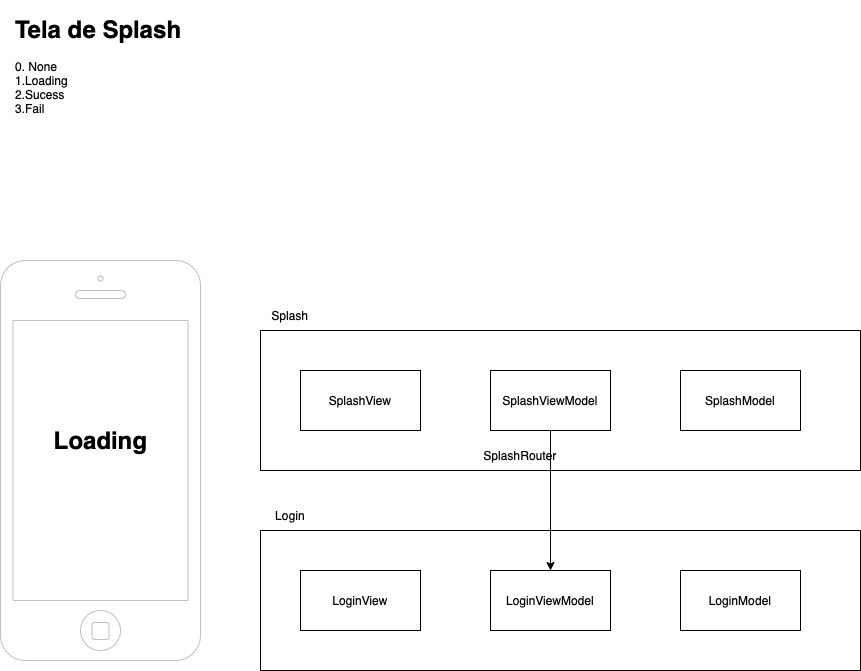 Tela de Splash
0. None
1.Loading
2.Sucess
3.Fail
Loading
Splash
SplashView
SplashViewModel
SplashModel
SplashRouter
Login
LoginView
LoginViewModel
LoginModel